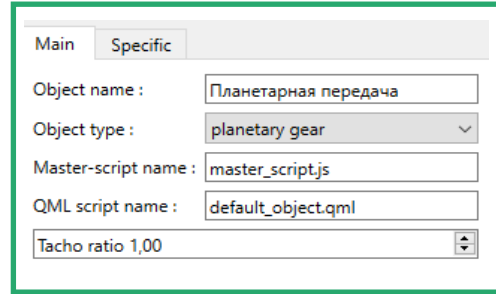 Main Specific
Object name : Планетарная передача
Object type : planetary gear
Master-script name : master_script.js
QML script name : default_object.qml
Tacho ratio 1,00